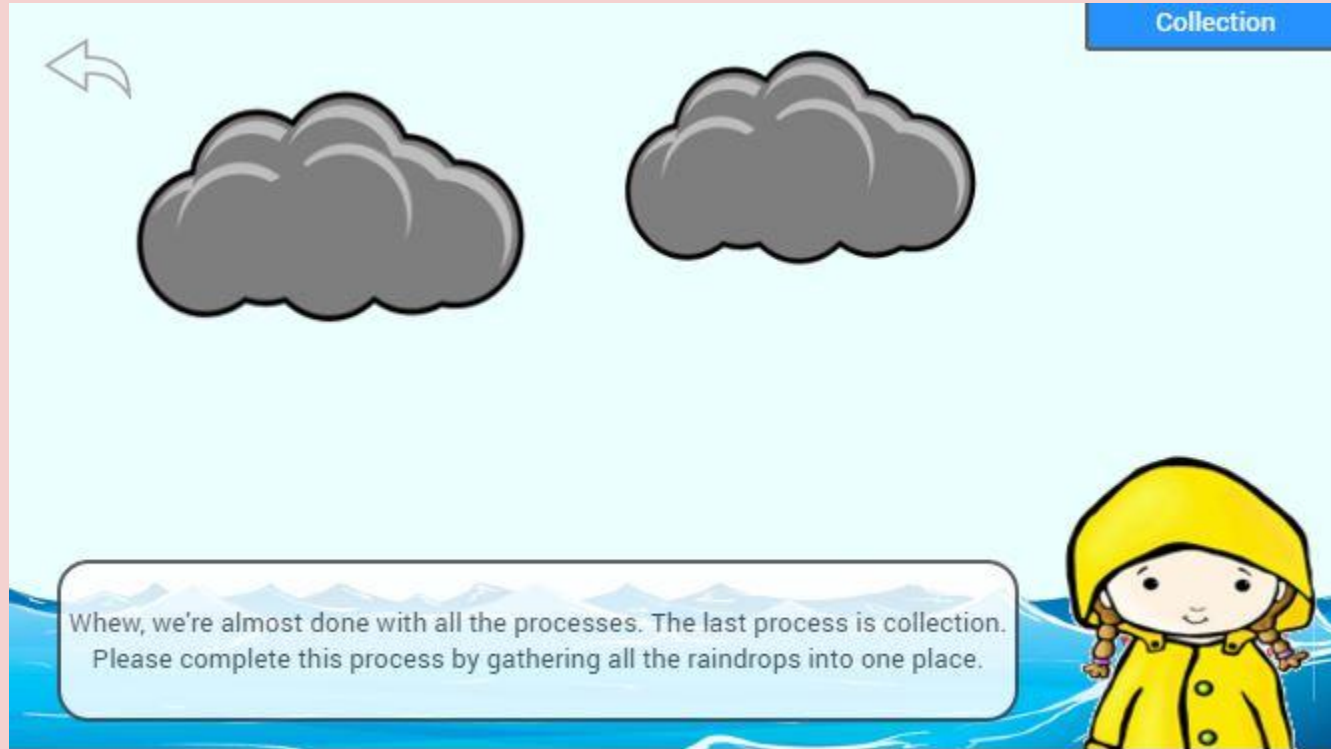 Collection
Whew, we're almost done with all the processes. The last process is collection.
Please complete this process by gathering all the raindrops into one place.